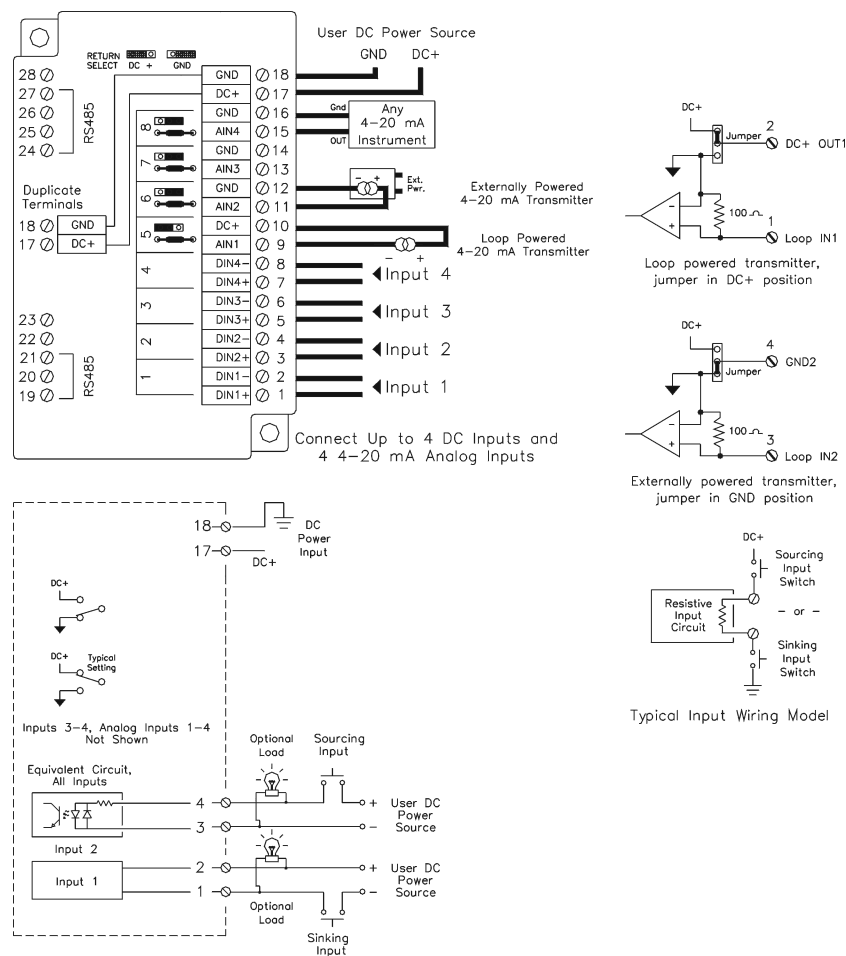 User DC Power Source
GND DC+
RETURN SELECT DC + GND
28
27
26
25
24
RS485
Duplicate Terminals
18 GND
17 DC+
23
22
21
20
19
RS485
8
7
6
5
4
3
2
1
GND 18
DC+ 17
GND 16
AIN4 15
GND 14
AIN3 13
GND 12
AIN2 11
DC+ 10
AIN1 9
DIN4- 8
DIN4+ 7
DIN3- 6
DIN3+ 5
DIN2- 4
DIN2+ 3
DIN1- 2
DIN1+ 1
Gnd
OUT
Any
4-20 mA
Instrument
- +
Ext.
Pwr.
Externally Powered
4-20 mA Transmitter
- +
Loop Powered
4-20 mA Transmitter
Input 4
Input 3
Input 2
Input 1
Connect Up to 4 DC Inputs and
4 4-20 mA Analog Inputs
DC+
Jumper
2
DC+ OUT1
-
+
100
1
Loop IN1
Loop powered transmitter,
jumper in DC+ position
DC+
Jumper
4
GND2
-
+
100
3
Loop IN2
Externally powered transmitter,
jumper in GND position
DC+
Sourcing
Input
Switch
Resistive
Input
Circuit
- or -
Sinking
Input
Switch
Typical Input Wiring Model
18
DC
Power
Input
17
DC+
DC+
DC+
Typical
Setting
Inputs 3-4, Analog Inputs 1-4
Not Shown
Equivalent Circuit,
All Inputs
Input 2
Input 1
Optional
Load
Sourcing
Input
4
+
3
-
User DC
Power
Source
2
+
1
-
User DC
Power
Source
Optional
Load
Sinking
Input